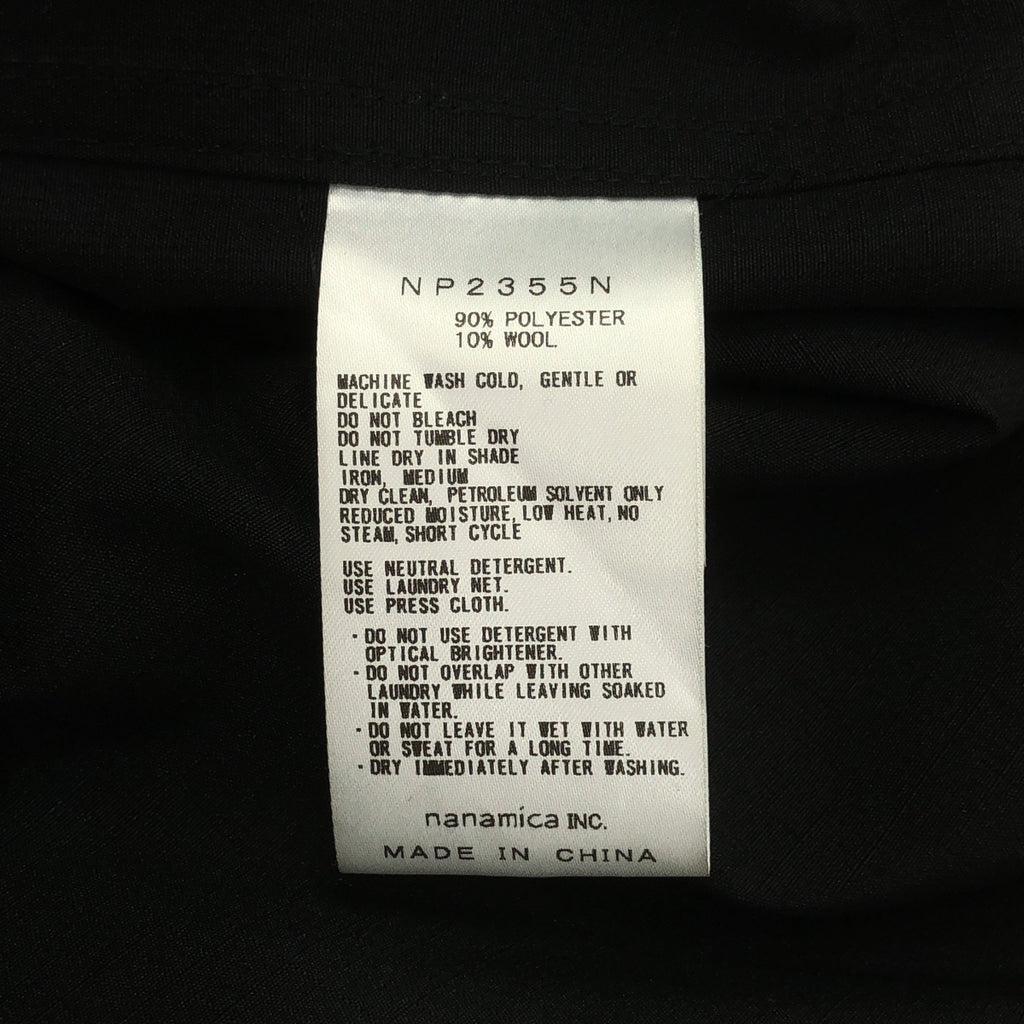 NP2355N
90% POLYESTER
10% WOOL
MACHINE WASH COLD, GENTLE OR
DELICATE
DO NOT BLEACH
DO NOT TUMBLE DRY
LINE DRY IN SHADE
IRON, MEDIUM
DRY CLEAN, PETROLEUM SOLVENT ONLY
REDUCED MOISTURE, LOW HEAT, NO
STEAM, SHORT CYCLE
USE NEUTRAL DETERGENT.
USE LAUNDRY NET.
USE PRESS CLOTH.
・DO NOT USE DETERGENT WITH
OPTICAL BRIGHTENER.
・DO NOT OVERLAP WITH OTHER
LAUNDRY WHILE LEAVING SOAKED
IN WATER.
・DO NOT LEAVE IT WET WITH WATER
OR SWEAT FOR A LONG TIME.
・DRY IMMEDIATELY AFTER WASHING.
nanamica INC.
MADE IN CHINA